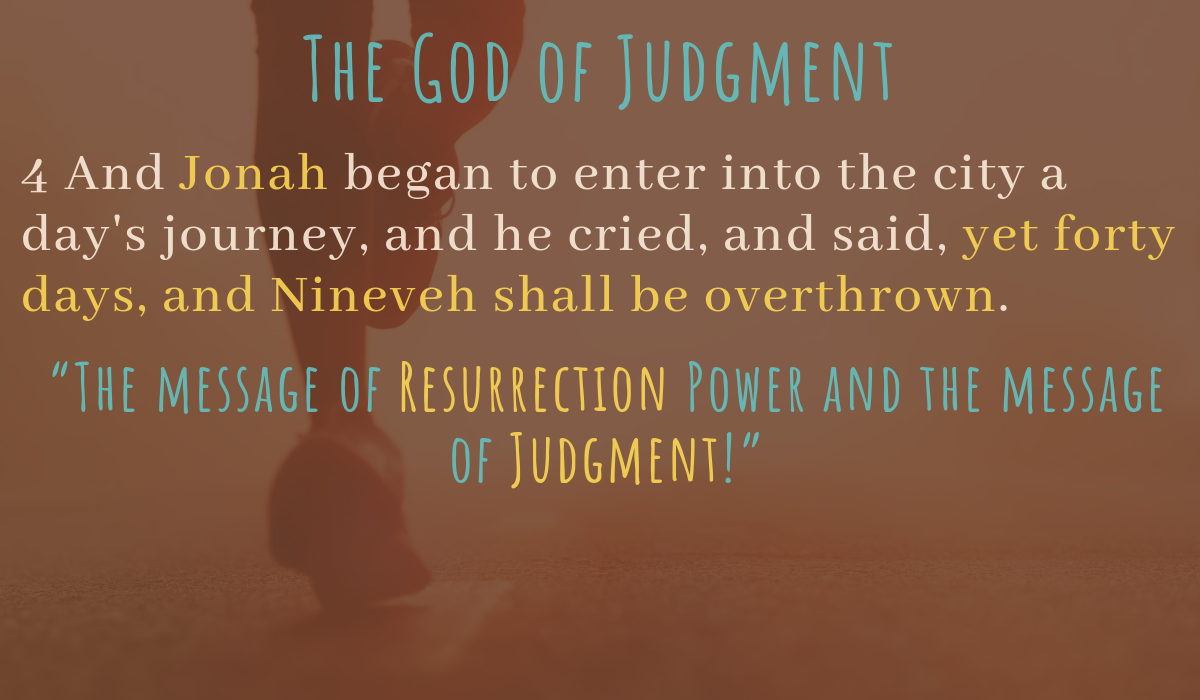 The God of Judgment
4 And Jonah began to enter into the city a
day's journey, and he cried, and said, yet forty
days, and Nineveh shall be overthrown.
“The message of Resurrection Power and the message
of Judgment!”